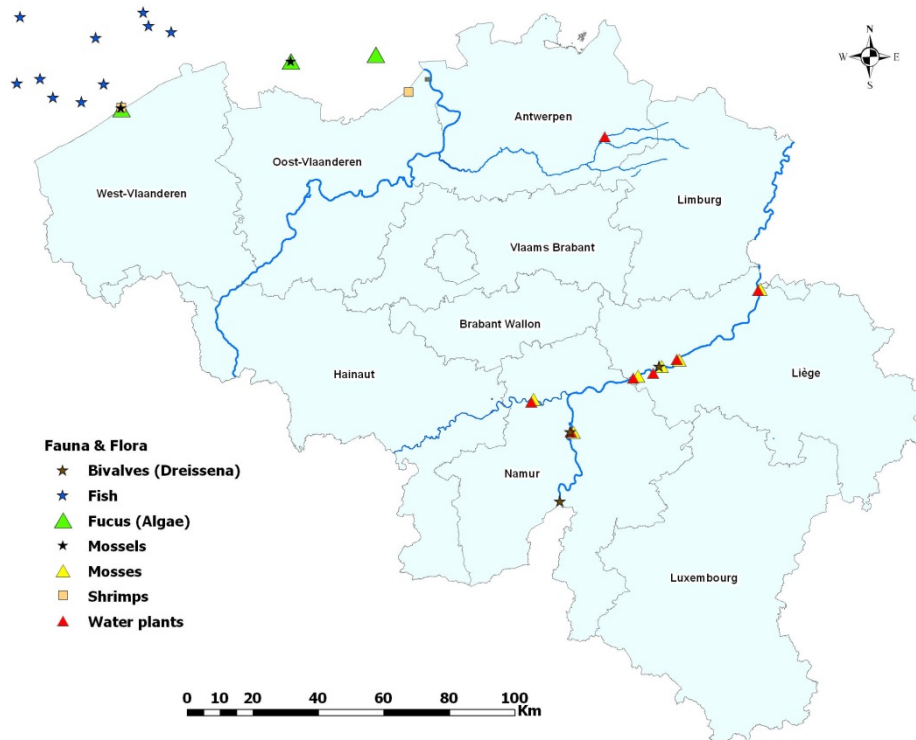 N
W E
S
Antwerpen
Oost-Vlaanderen
West-Vlaanderen
Limburg
Vlaams Brabant
Brabant Wallon
Hainaut
Liège
Namur
Luxembourg
Fauna & Flora
Bivalves (Dreissena)
Fish
Fucus (Algae)
Mossels
Mosses
Shrimps
Water plants
0 10 20 40 60 80 100
Km